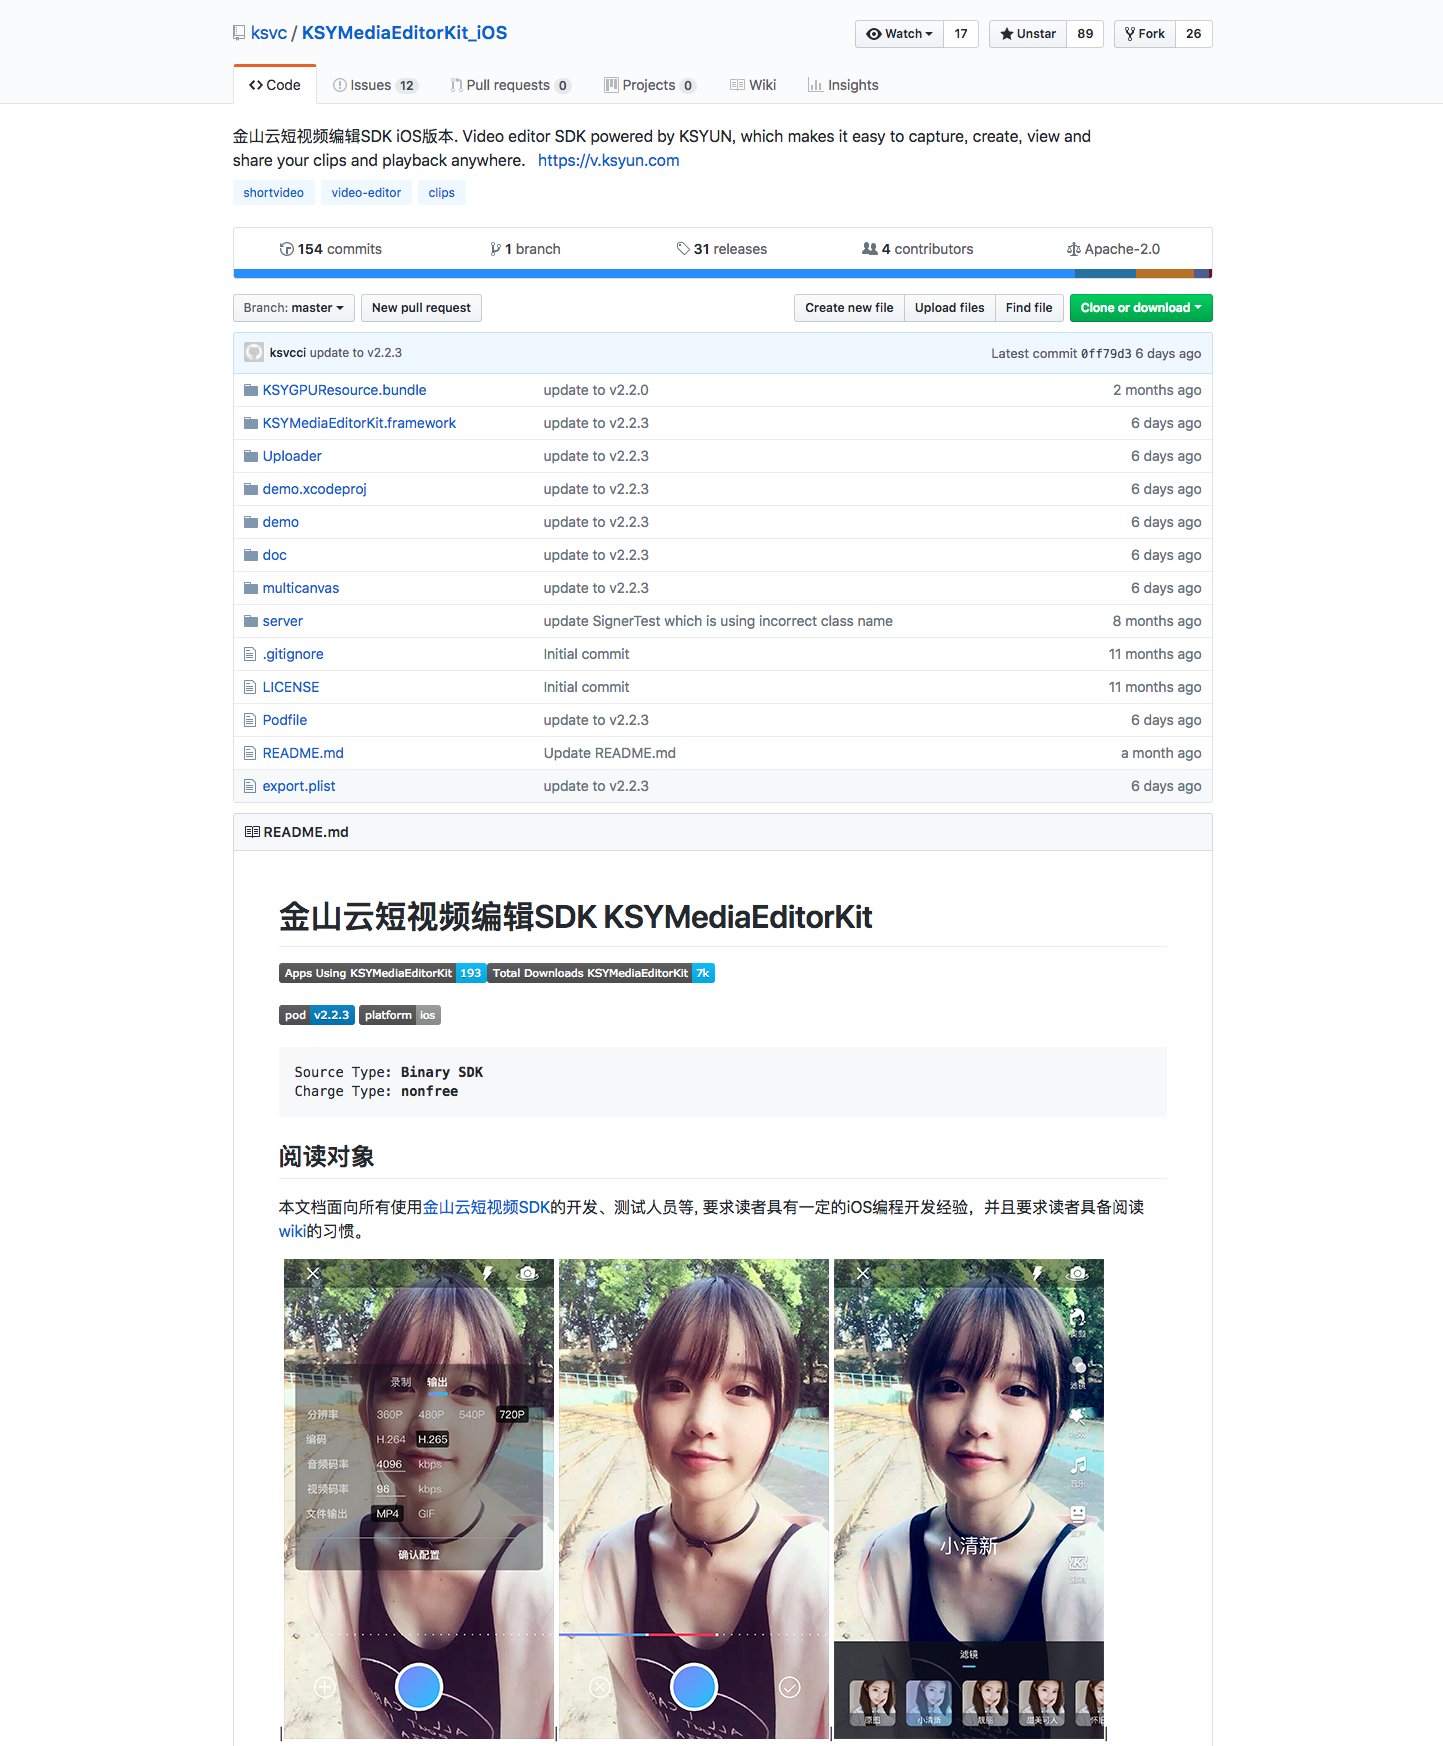 ksvc / KSYMediaEditorKit_iOS
Watch 17 Unstar 89 Fork 26
Code Issues 12 Pull requests 0 Projects 0 Wiki Insights
金山云短视频编辑SDK iOS版本. Video editor SDK powered by KSYUN, which makes it easy to capture, create, view and
share your clips and playback anywhere. https://v.ksyun.com
shortvideo video-editor clips
154 commits 1 branch 31 releases 4 contributors Apache-2.0
Branch: master New pull request Create new file Upload files Find file Clone or download
ksvcci update to v2.2.3 Latest commit 0ff79d3 6 days ago
KSYGPUResource.bundle update to v2.2.0 2 months ago
KSYMediaEditorKit.framework update to v2.2.3 6 days ago
Uploader update to v2.2.3 6 days ago
demo.xcodeproj update to v2.2.3 6 days ago
demo update to v2.2.3 6 days ago
doc update to v2.2.3 6 days ago
multicanvas update to v2.2.3 6 days ago
server update SignerTest which is using incorrect class name 8 months ago
.gitignore Initial commit 11 months ago
LICENSE Initial commit 11 months ago
Podfile update to v2.2.3 6 days ago
README.md Update README.md a month ago
export.plist update to v2.2.3 6 days ago
README.md
金山云短视频编辑SDK KSYMediaEditorKit
Apps Using KSYMediaEditorKit 193 Total Downloads KSYMediaEditorKit 7k
pod v2.2.3 platform ios
Source Type: Binary SDK
Charge Type: nonfree
阅读对象
本文档面向所有使用金山云短视频SDK的开发、测试人员等, 要求读者具有一定的iOS编程开发经验，并且要求读者具备阅读
wiki的习惯。
录制 输出
分辨率 360P 480P 540P 720P
编码 H.264 H.265
音频码率 4096 kbps
视频码率 96 kbps
文件输出 MP4 GIF
确认配置
滤镜
音乐
小清新
滤镜
原图 小清新 靓丽 甜美可人 怀旧